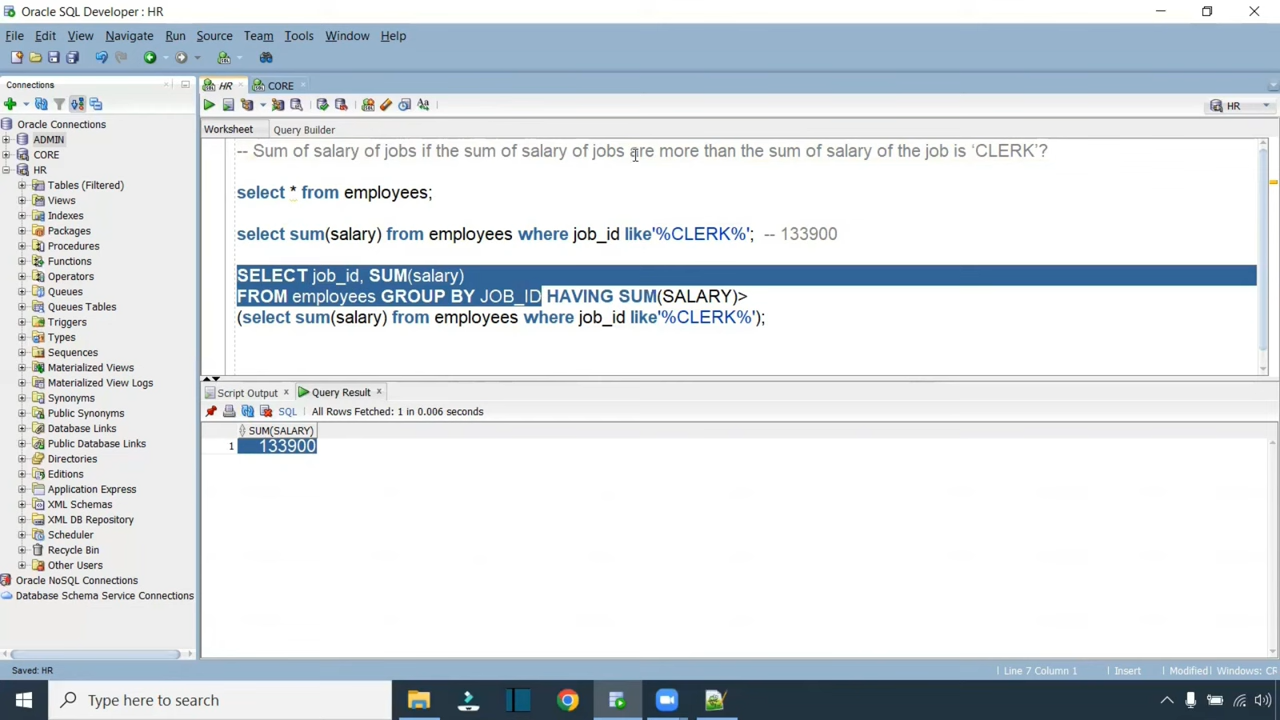 Oracle SQL Developer : HR
File Edit View Navigate Run Source Team Tools Window Help
Connections
HR
CORE
HR
Worksheet
Query Builder
Oracle Connections
ADMIN
CORE
HR
Tables (Filtered)
Views
Indexes
Packages
Procedures
Functions
Operators
Queues
Queues Tables
Triggers
Types
Sequences
Materialized Views
Materialized View Logs
Synonyms
Public Synonyms
Database Links
Public Database Links
Directories
Editions
Application Express
XML Schemas
XML DB Repository
Scheduler
Recycle Bin
Other Users
Oracle NoSQL Connections
Database Schema Service Connections
-- Sum of salary of jobs if the sum of salary of jobs are more than the sum of salary of the job is ‘CLERK’?
select * from employees;
select sum(salary) from employees where job_id like'%CLERK%'; -- 133900
SELECT job_id, SUM(salary)
FROM employees GROUP BY JOB_ID HAVING SUM(SALARY)>
(select sum(salary) from employees where job_id like'%CLERK%');
Script Output
Query Result
SQL
All Rows Fetched: 1 in 0.006 seconds
SUM(SALARY)
1 133900
Saved: HR
Line 7 Column 1
Insert
Modified
Windows: CR
Type here to search